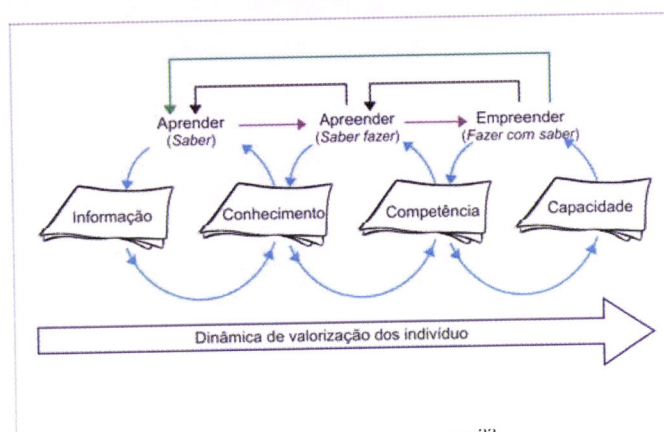 Aprender
(Saber)
Apreender
(Saber fazer)
Empreender
(Fazer com saber)
Informação
Conhecimento
Competência
Capacidade
Dinâmica de valorização dos indivíduo